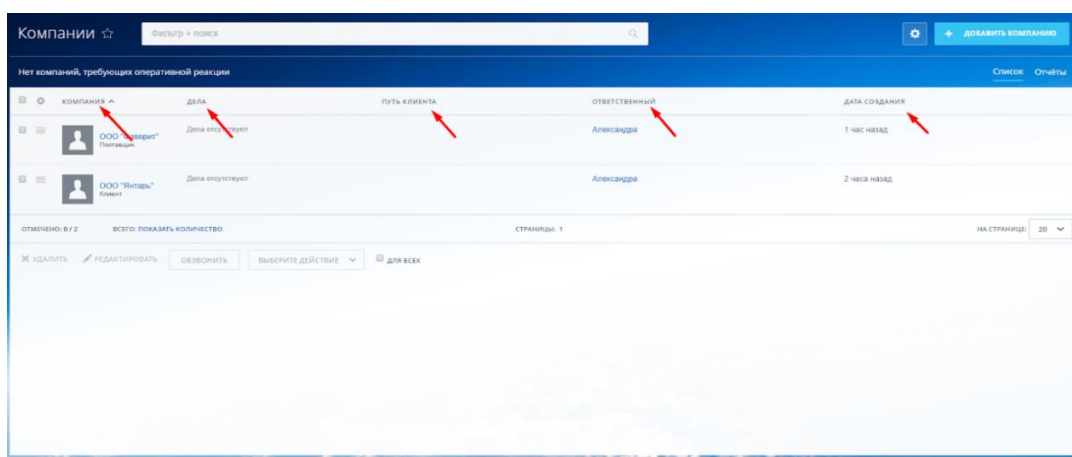 Компании
Фильтр + поиск
+ ДОБАВИТЬ КОМПАНИЮ
Нет компаний, требующих оперативной реакции
Список Отчёты
КОМПАНИЯ ДЕЛА ПУТЬ КЛИЕНТА ОТВЕТСТВЕННЫЙ ДАТА СОЗДАНИЯ
ООО "Фаворит" Дела отсутствуют Александра 1 час назад
Поставщик
ООО "Янтарь" Дела отсутствуют Александра 2 часа назад
Клиент
ОТМЕЧЕНО: 0 / 2 ВСЕГО: ПОКАЗАТЬ КОЛИЧЕСТВО СТРАНИЦЫ: 1 НА СТРАНИЦЕ: 20
УДАЛИТЬ РЕДАКТИРОВАТЬ ОБЗВОНИТЬ ВЫБЕРИТЕ ДЕЙСТВИЕ ДЛЯ ВСЕХ